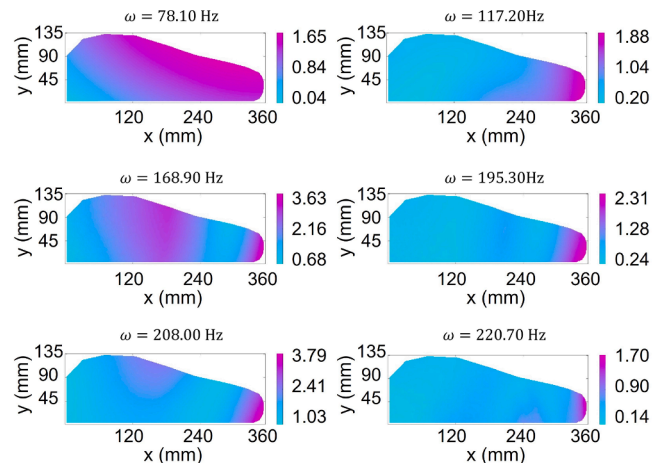 ω = 78.10 Hz
135
90
45
y (mm)
120 240 360
x (mm)
1.65
0.84
0.04
ω = 117.20Hz
135
90
45
y (mm)
120 240 360
x (mm)
1.88
1.04
0.20
ω = 168.90 Hz
135
90
45
y (mm)
120 240 360
x (mm)
3.63
2.16
0.68
ω = 195.30Hz
135
90
45
y (mm)
120 240 360
x (mm)
2.31
1.28
0.24
ω = 208.00 Hz
135
90
45
y (mm)
120 240 360
x (mm)
3.79
2.41
1.03
ω = 220.70 Hz
135
90
45
y (mm)
120 240 360
x (mm)
1.70
0.90
0.14